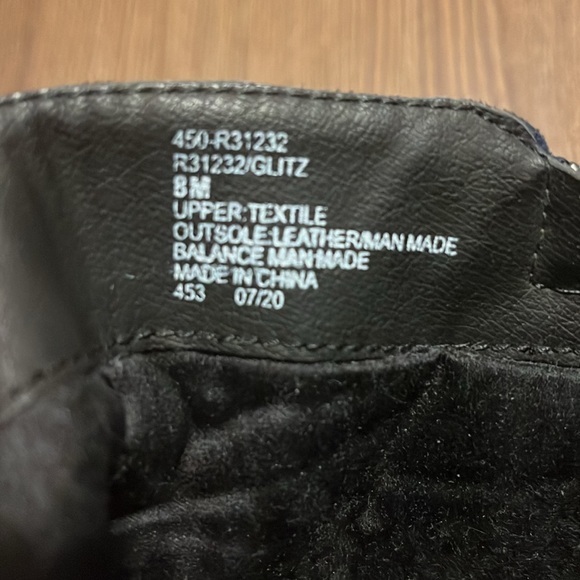 450-R31232
R31232/GLITZ
8M
UPPER:TEXTILE
OUTSOLE:LEATHER/MAN MADE
BALANCE MAN MADE
MADE IN CHINA
453 07/20